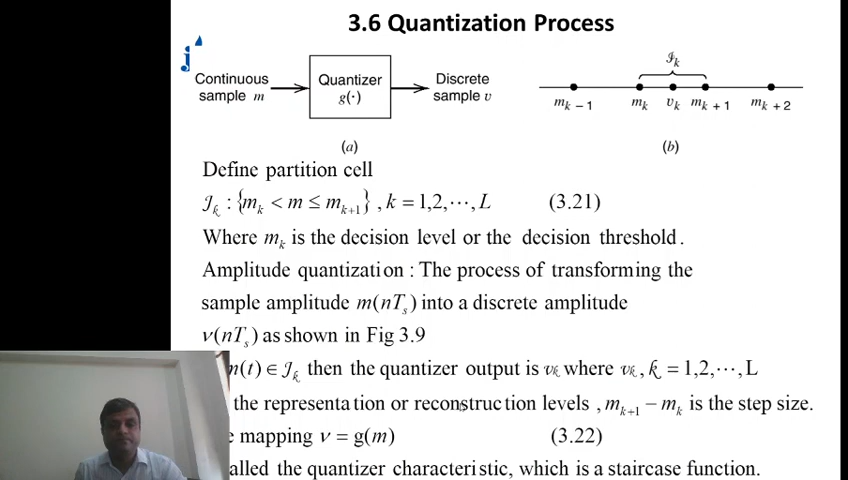 3.6 Quantization Process
Continuous sample m
Quantizer g(·)
Discrete sample v
(a)
𝒥k
mk − 1 mk vk mk + 1 mk + 2
(b)
Define partition cell
𝒥k : {mk < m ≤ mk+1} , k = 1,2,⋯, L (3.21)
Where mk is the decision level or the decision threshold.
Amplitude quantization : The process of transforming the
sample amplitude m(nTs) into a discrete amplitude
ν(nTs) as shown in Fig 3.9
(t) ∈ 𝒥k then the quantizer output is νk where νk, k = 1,2,⋯, L
the representation or reconstruction levels , mk+1 − mk is the step size.
mapping ν = g(m) (3.22)
alled the quantizer characteristic, which is a staircase function.